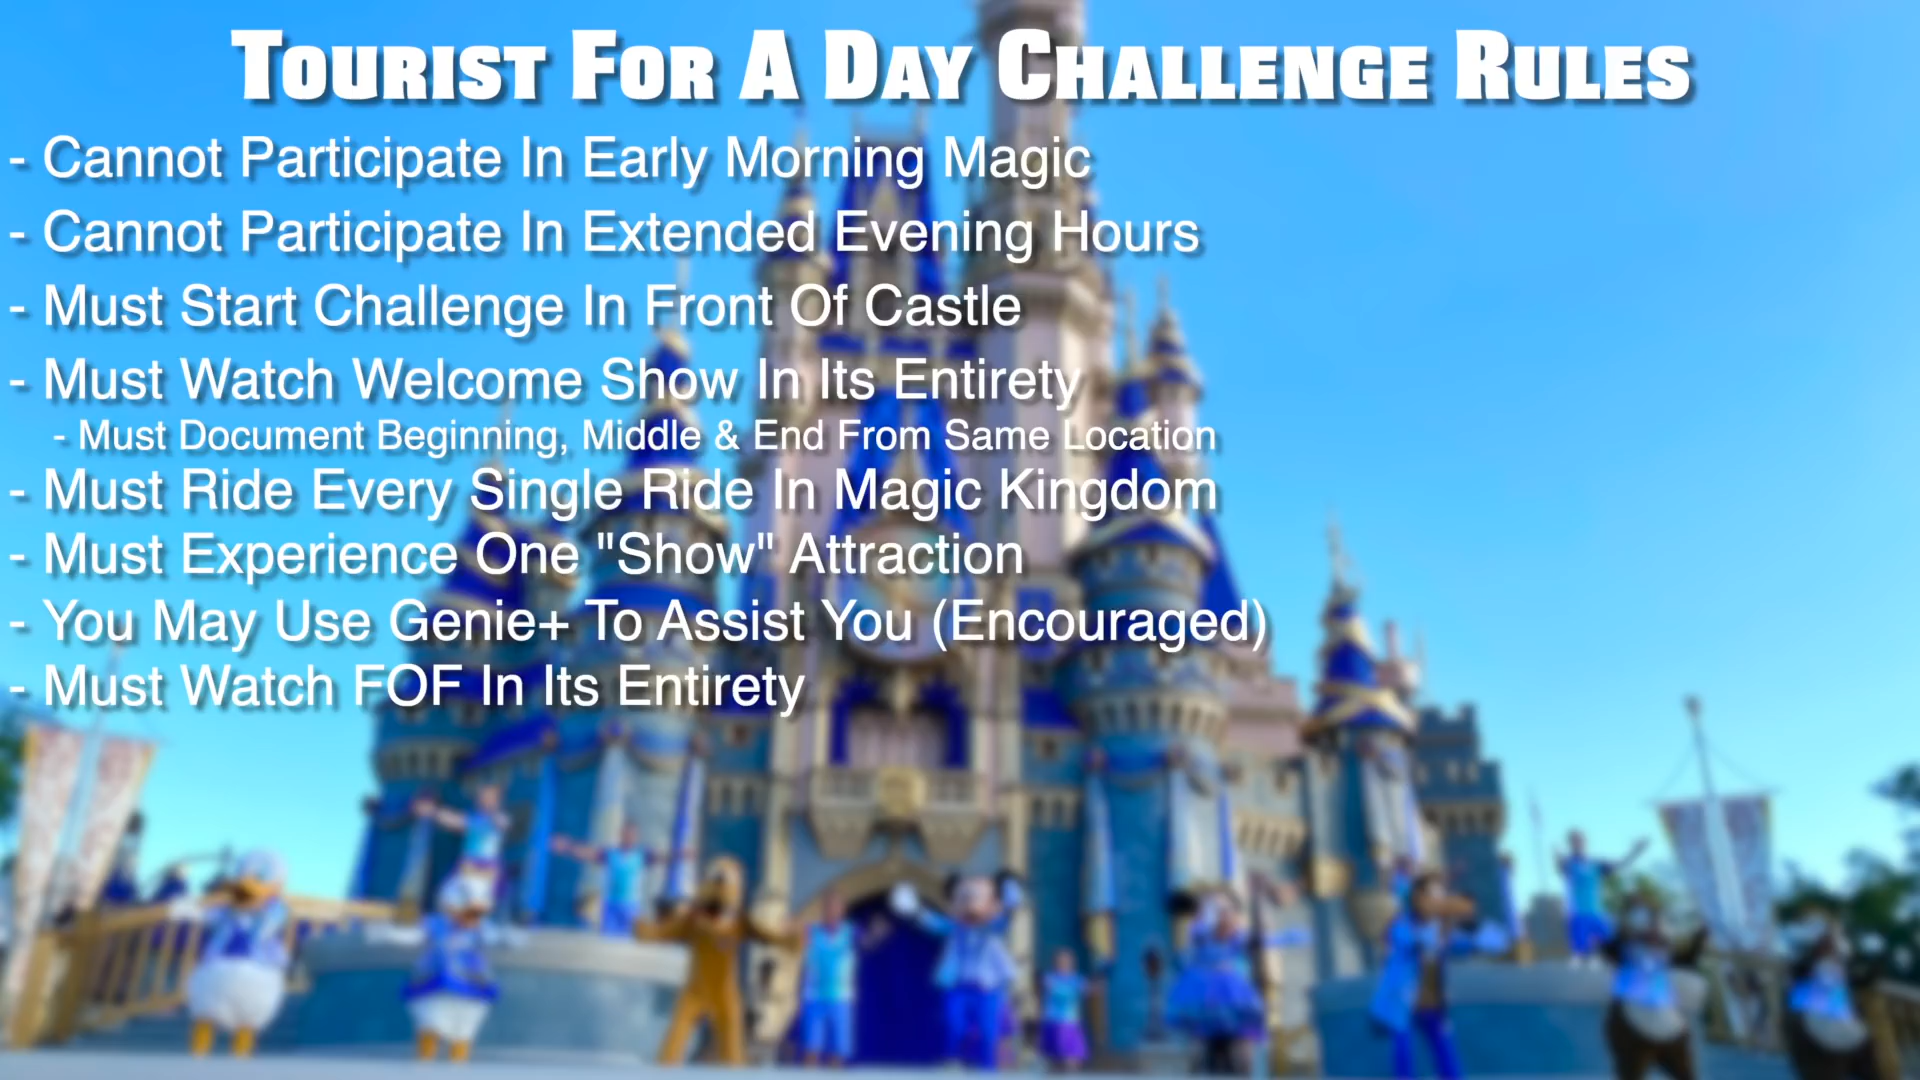 Tourist For A Day Challenge Rules
- Cannot Participate In Early Morning Magic
- Cannot Participate In Extended Evening Hours
- Must Start Challenge In Front Of Castle
- Must Watch Welcome Show In Its Entirety
- Must Document Beginning, Middle & End From Same Location
- Must Ride Every Single Ride In Magic Kingdom
- Must Experience One "Show" Attraction
- You May Use Genie+ To Assist You (Encouraged)
- Must Watch FOF In Its Entirety